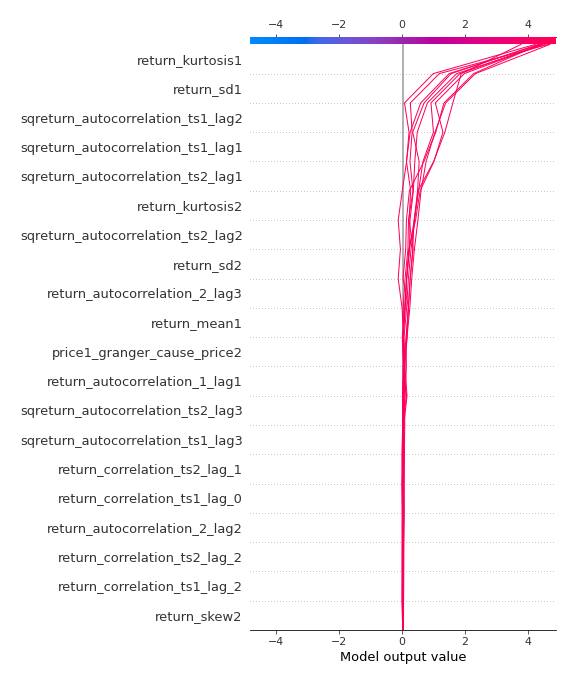 −4 −2 0 2 4
return_kurtosis1
return_sd1
sqreturn_autocorrelation_ts1_lag2
sqreturn_autocorrelation_ts1_lag1
sqreturn_autocorrelation_ts2_lag1
return_kurtosis2
sqreturn_autocorrelation_ts2_lag2
return_sd2
return_autocorrelation_2_lag3
return_mean1
price1_granger_cause_price2
return_autocorrelation_1_lag1
sqreturn_autocorrelation_ts2_lag3
sqreturn_autocorrelation_ts1_lag3
return_correlation_ts2_lag_1
return_correlation_ts1_lag_0
return_autocorrelation_2_lag2
return_correlation_ts2_lag_2
return_correlation_ts1_lag_2
return_skew2
−4 −2 0 2 4
Model output value